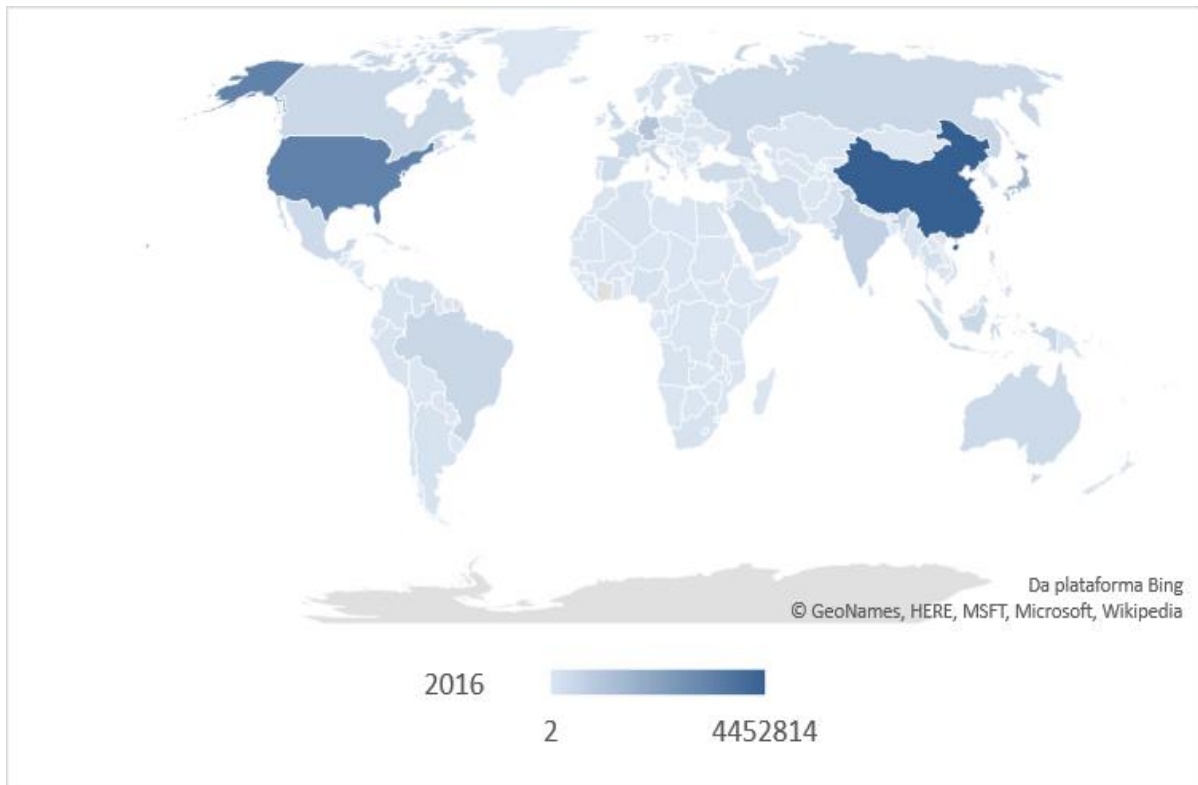 Da plataforma Bing
© GeoNames, HERE, MSFT, Microsoft, Wikipedia
2016
2 4452814